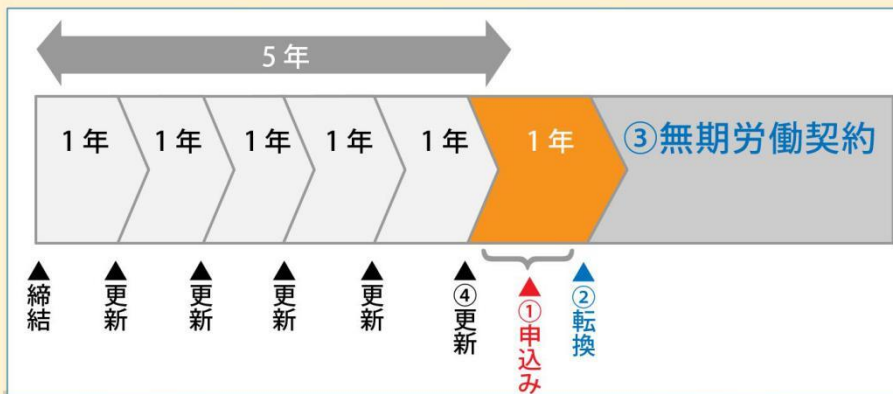 5年
1年
1年
1年
1年
1年
1年
③無期労働契約
▲締結
▲更新
▲更新
▲更新
▲更新
▲④更新
▲①申込み
▲②転換